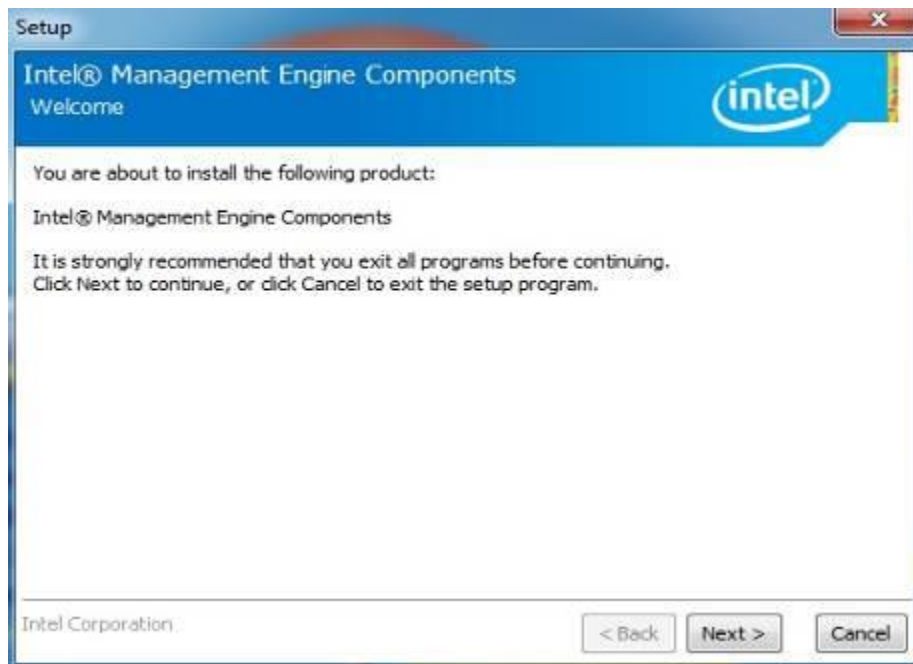 Setup
Intel® Management Engine Components
Welcome
intel
You are about to install the following product:
Intel® Management Engine Components
It is strongly recommended that you exit all programs before continuing.
Click Next to continue, or click Cancel to exit the setup program.
Intel Corporation
< Back Next > Cancel